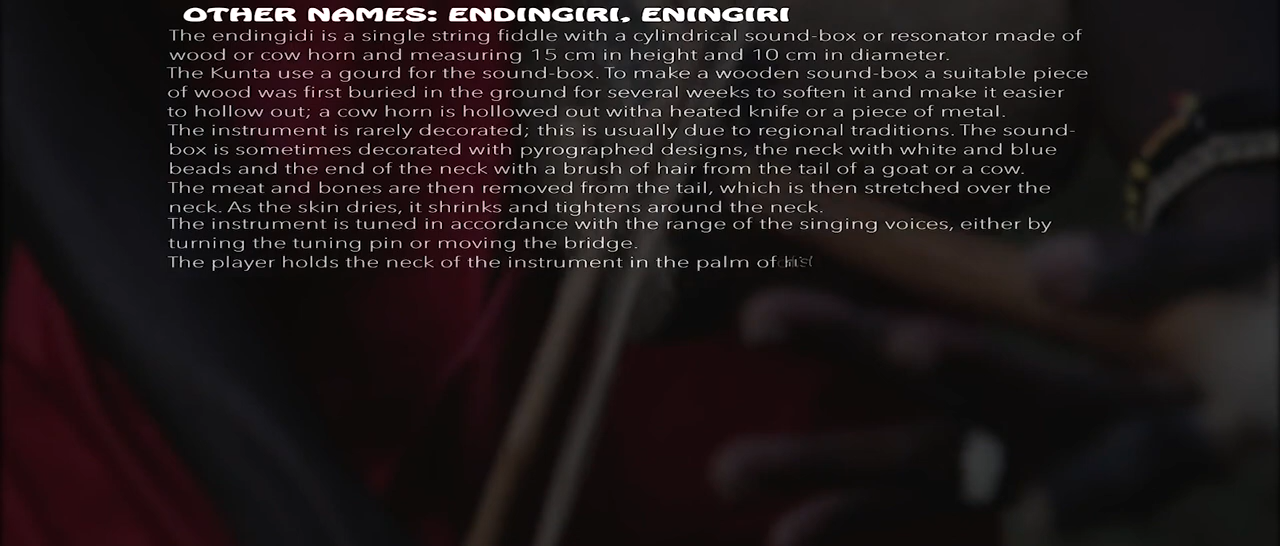 OTHER NAMES: ENDINGIRI, ENINGIRI
The endingidi is a single string fiddle with a cylindrical sound-box or resonator made of
wood or cow horn and measuring 15 cm in height and 10 cm in diameter.
The Kunta use a gourd for the sound-box. To make a wooden sound-box a suitable piece
of wood was first buried in the ground for several weeks to soften it and make it easier
to hollow out; a cow horn is hollowed out witha heated knife or a piece of metal.
The instrument is rarely decorated; this is usually due to regional traditions. The sound-
box is sometimes decorated with pyrographed designs, the neck with white and blue
beads and the end of the neck with a brush of hair from the tail of a goat or a cow.
The meat and bones are then removed from the tail, which is then stretched over the
neck. As the skin dries, it shrinks and tightens around the neck.
The instrument is tuned in accordance with the range of the singing voices, either by
turning the tuning pin or moving the bridge.
The player holds the neck of the instrument in the palm of